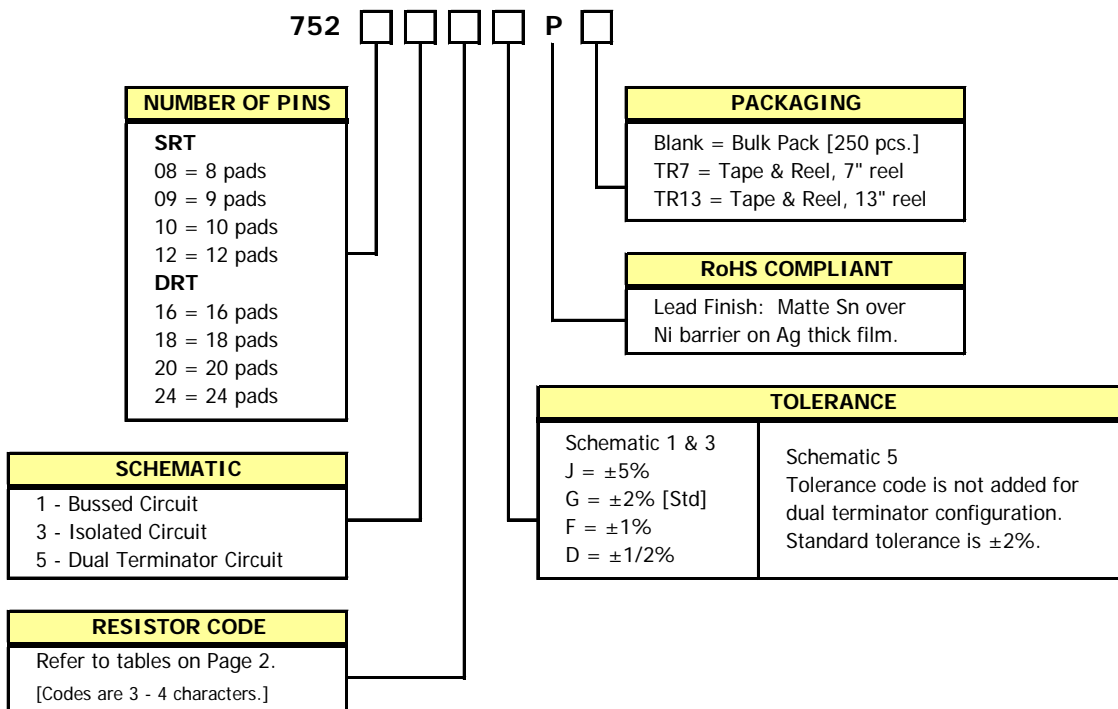 752 P
NUMBER OF PINS
SRT
08 = 8 pads
09 = 9 pads
10 = 10 pads
12 = 12 pads
DRT
16 = 16 pads
18 = 18 pads
20 = 20 pads
24 = 24 pads
PACKAGING
Blank = Bulk Pack [250 pcs.]
TR7 = Tape & Reel, 7" reel
TR13 = Tape & Reel, 13" reel
RoHS COMPLIANT
Lead Finish: Matte Sn over
Ni barrier on Ag thick film.
TOLERANCE
Schematic 1 & 3
J = ±5%
G = ±2% [Std]
F = ±1%
D = ±1/2%
Schematic 5
Tolerance code is not added for
dual terminator configuration.
Standard tolerance is ±2%.
SCHEMATIC
1 - Bussed Circuit
3 - Isolated Circuit
5 - Dual Terminator Circuit
RESISTOR CODE
Refer to tables on Page 2.
[Codes are 3 - 4 characters.]